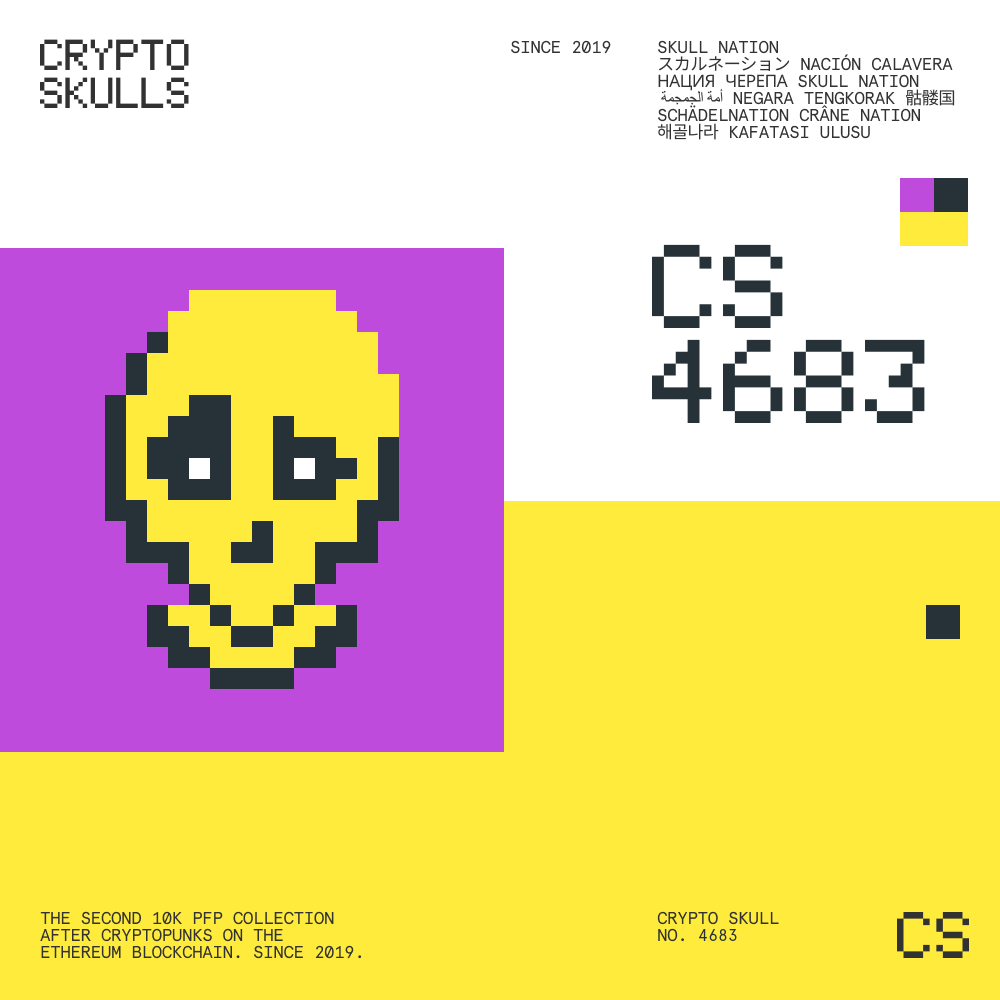 CRYPTO
SKULLS
SINCE 2019
SKULL NATION
スカルネーション NACIÓN CALAVERA
НАЦИЯ ЧЕРЕПА SKULL NATION
أمة الجمجمة NEGARA TENGKORAK 骷髅国
SCHÄDELNATION CRÂNE NATION
해골나라 KAFATASI ULUSU
CS
4683
THE SECOND 10K PFP COLLECTION
AFTER CRYPTOPUNKS ON THE
ETHEREUM BLOCKCHAIN. SINCE 2019.
CRYPTO SKULL
NO. 4683
CS